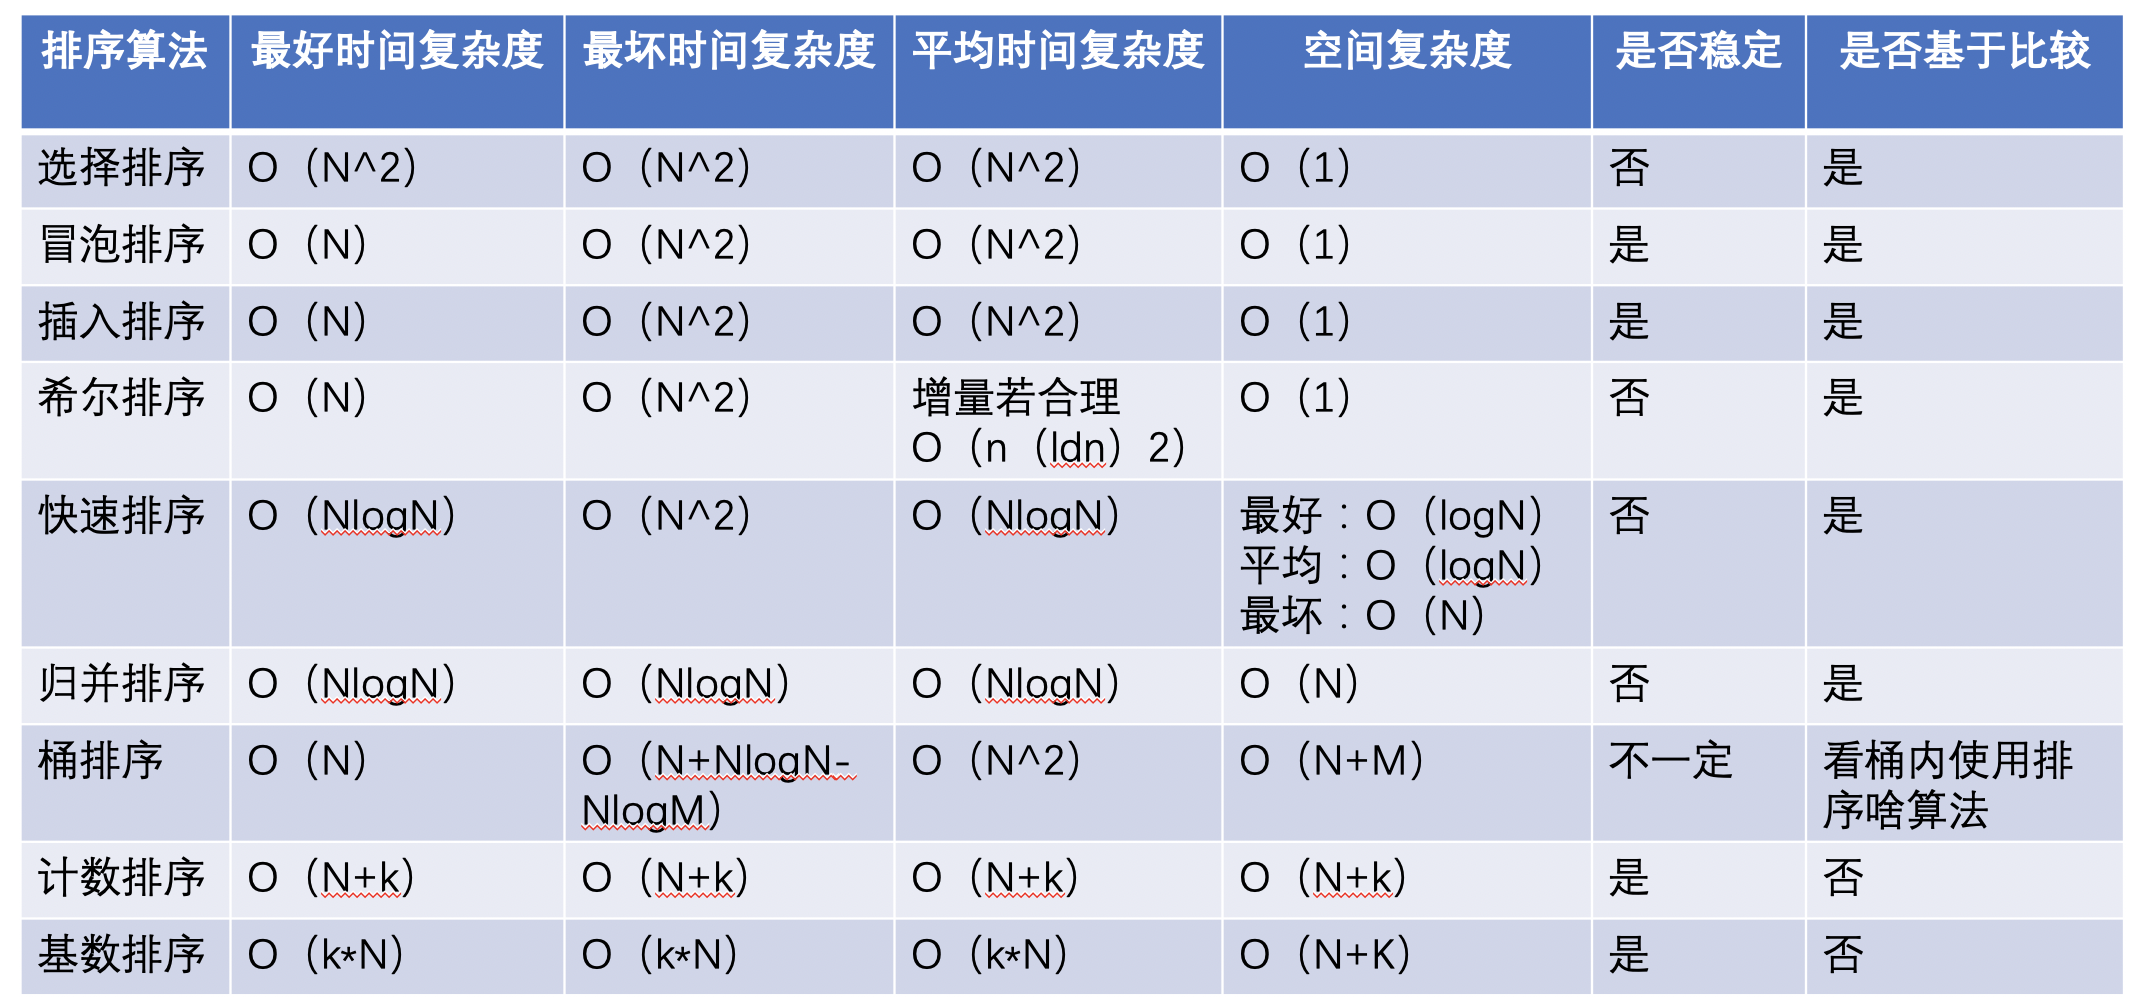 排序算法 最好时间复杂度 最坏时间复杂度 平均时间复杂度 空间复杂度 是否稳定 是否基于比较
选择排序 O（N^2） O（N^2） O（N^2） O（1） 否 是
冒泡排序 O（N） O（N^2） O（N^2） O（1） 是 是
插入排序 O（N） O（N^2） O（N^2） O（1） 是 是
希尔排序 O（N） O（N^2） 增量若合理 O（1） 否 是
O（n（ldn）2）
快速排序 O（NlogN） O（N^2） O（NlogN） 最好：O（logN） 否 是
平均：O（logN）
最坏：O（N）
归并排序 O（NlogN） O（NlogN） O（NlogN） O（N） 否 是
桶排序 O（N） O（N+NlogN- O（N^2） O（N+M） 不一定 看桶内使用排
NlogM） 序啥算法
计数排序 O（N+k） O（N+k） O（N+k） O（N+k） 是 否
基数排序 O（k*N） O（k*N） O（k*N） O（N+K） 是 否